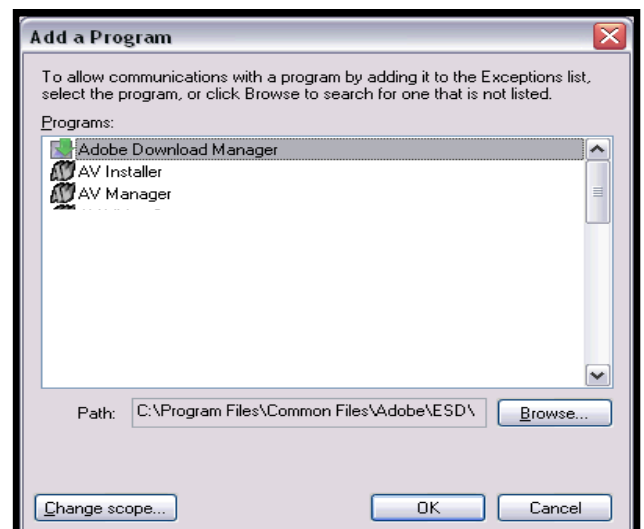 Add a Program
To allow communications with a program by adding it to the Exceptions list,
select the program, or click Browse to search for one that is not listed.
Programs:
Adobe Download Manager
AV Installer
AV Manager
Path: C:\Program Files\Common Files\Adobe\ESD\ Browse...
Change scope... OK Cancel